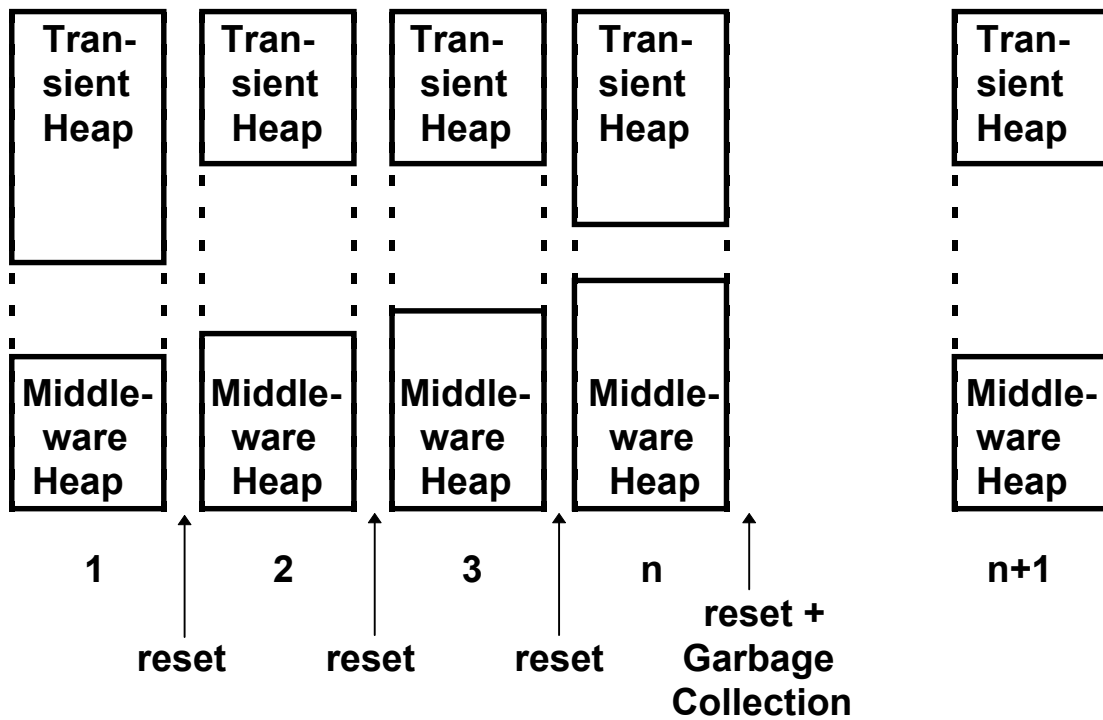 Tran-
sient
Heap
Tran-
sient
Heap
Tran-
sient
Heap
Tran-
sient
Heap
Tran-
sient
Heap
Middle-
ware
Heap
Middle-
ware
Heap
Middle-
ware
Heap
Middle-
ware
Heap
Middle-
ware
Heap
1
2
3
n
n+1
reset
reset
reset
reset +
Garbage
Collection